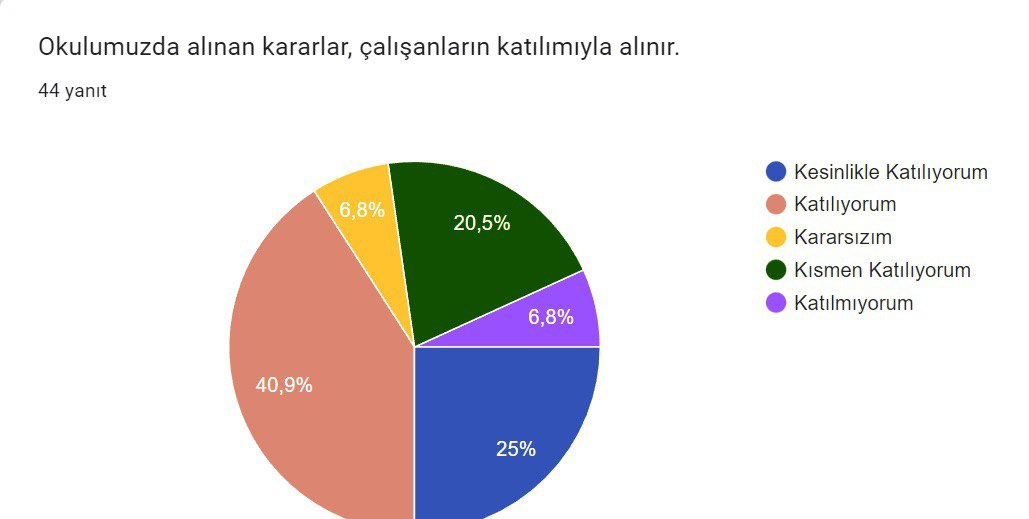 Okulumuzda alınan kararlar, çalışanların katılımıyla alınır.
44 yanıt
Kesinlikle Katılıyorum
Katılıyorum
Kararsızım
Kısmen Katılıyorum
Katılmıyorum
6,8%
20,5%
6,8%
40,9%
25%